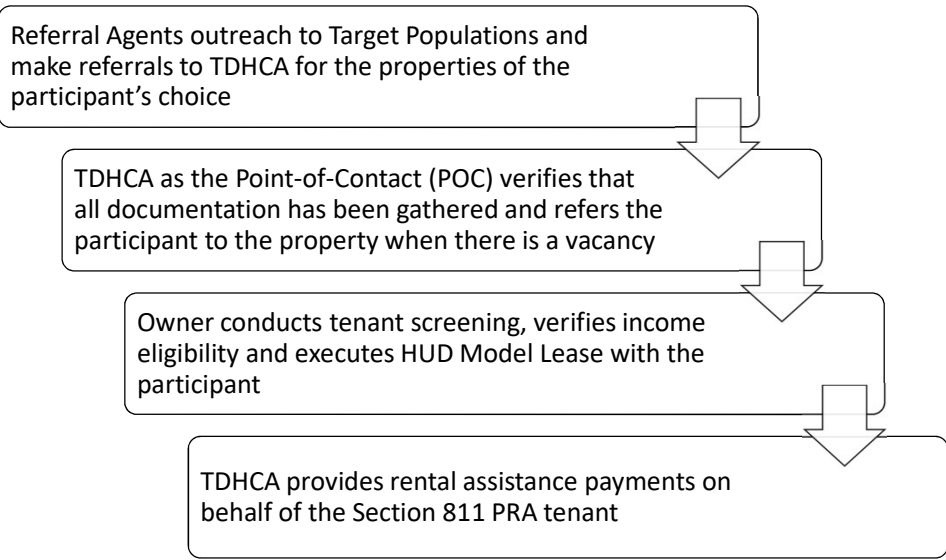 Referral Agents outreach to Target Populations and
make referrals to TDHCA for the properties of the
participant’s choice
TDHCA as the Point-of-Contact (POC) verifies that
all documentation has been gathered and refers the
participant to the property when there is a vacancy
Owner conducts tenant screening, verifies income
eligibility and executes HUD Model Lease with the
participant
TDHCA provides rental assistance payments on
behalf of the Section 811 PRA tenant